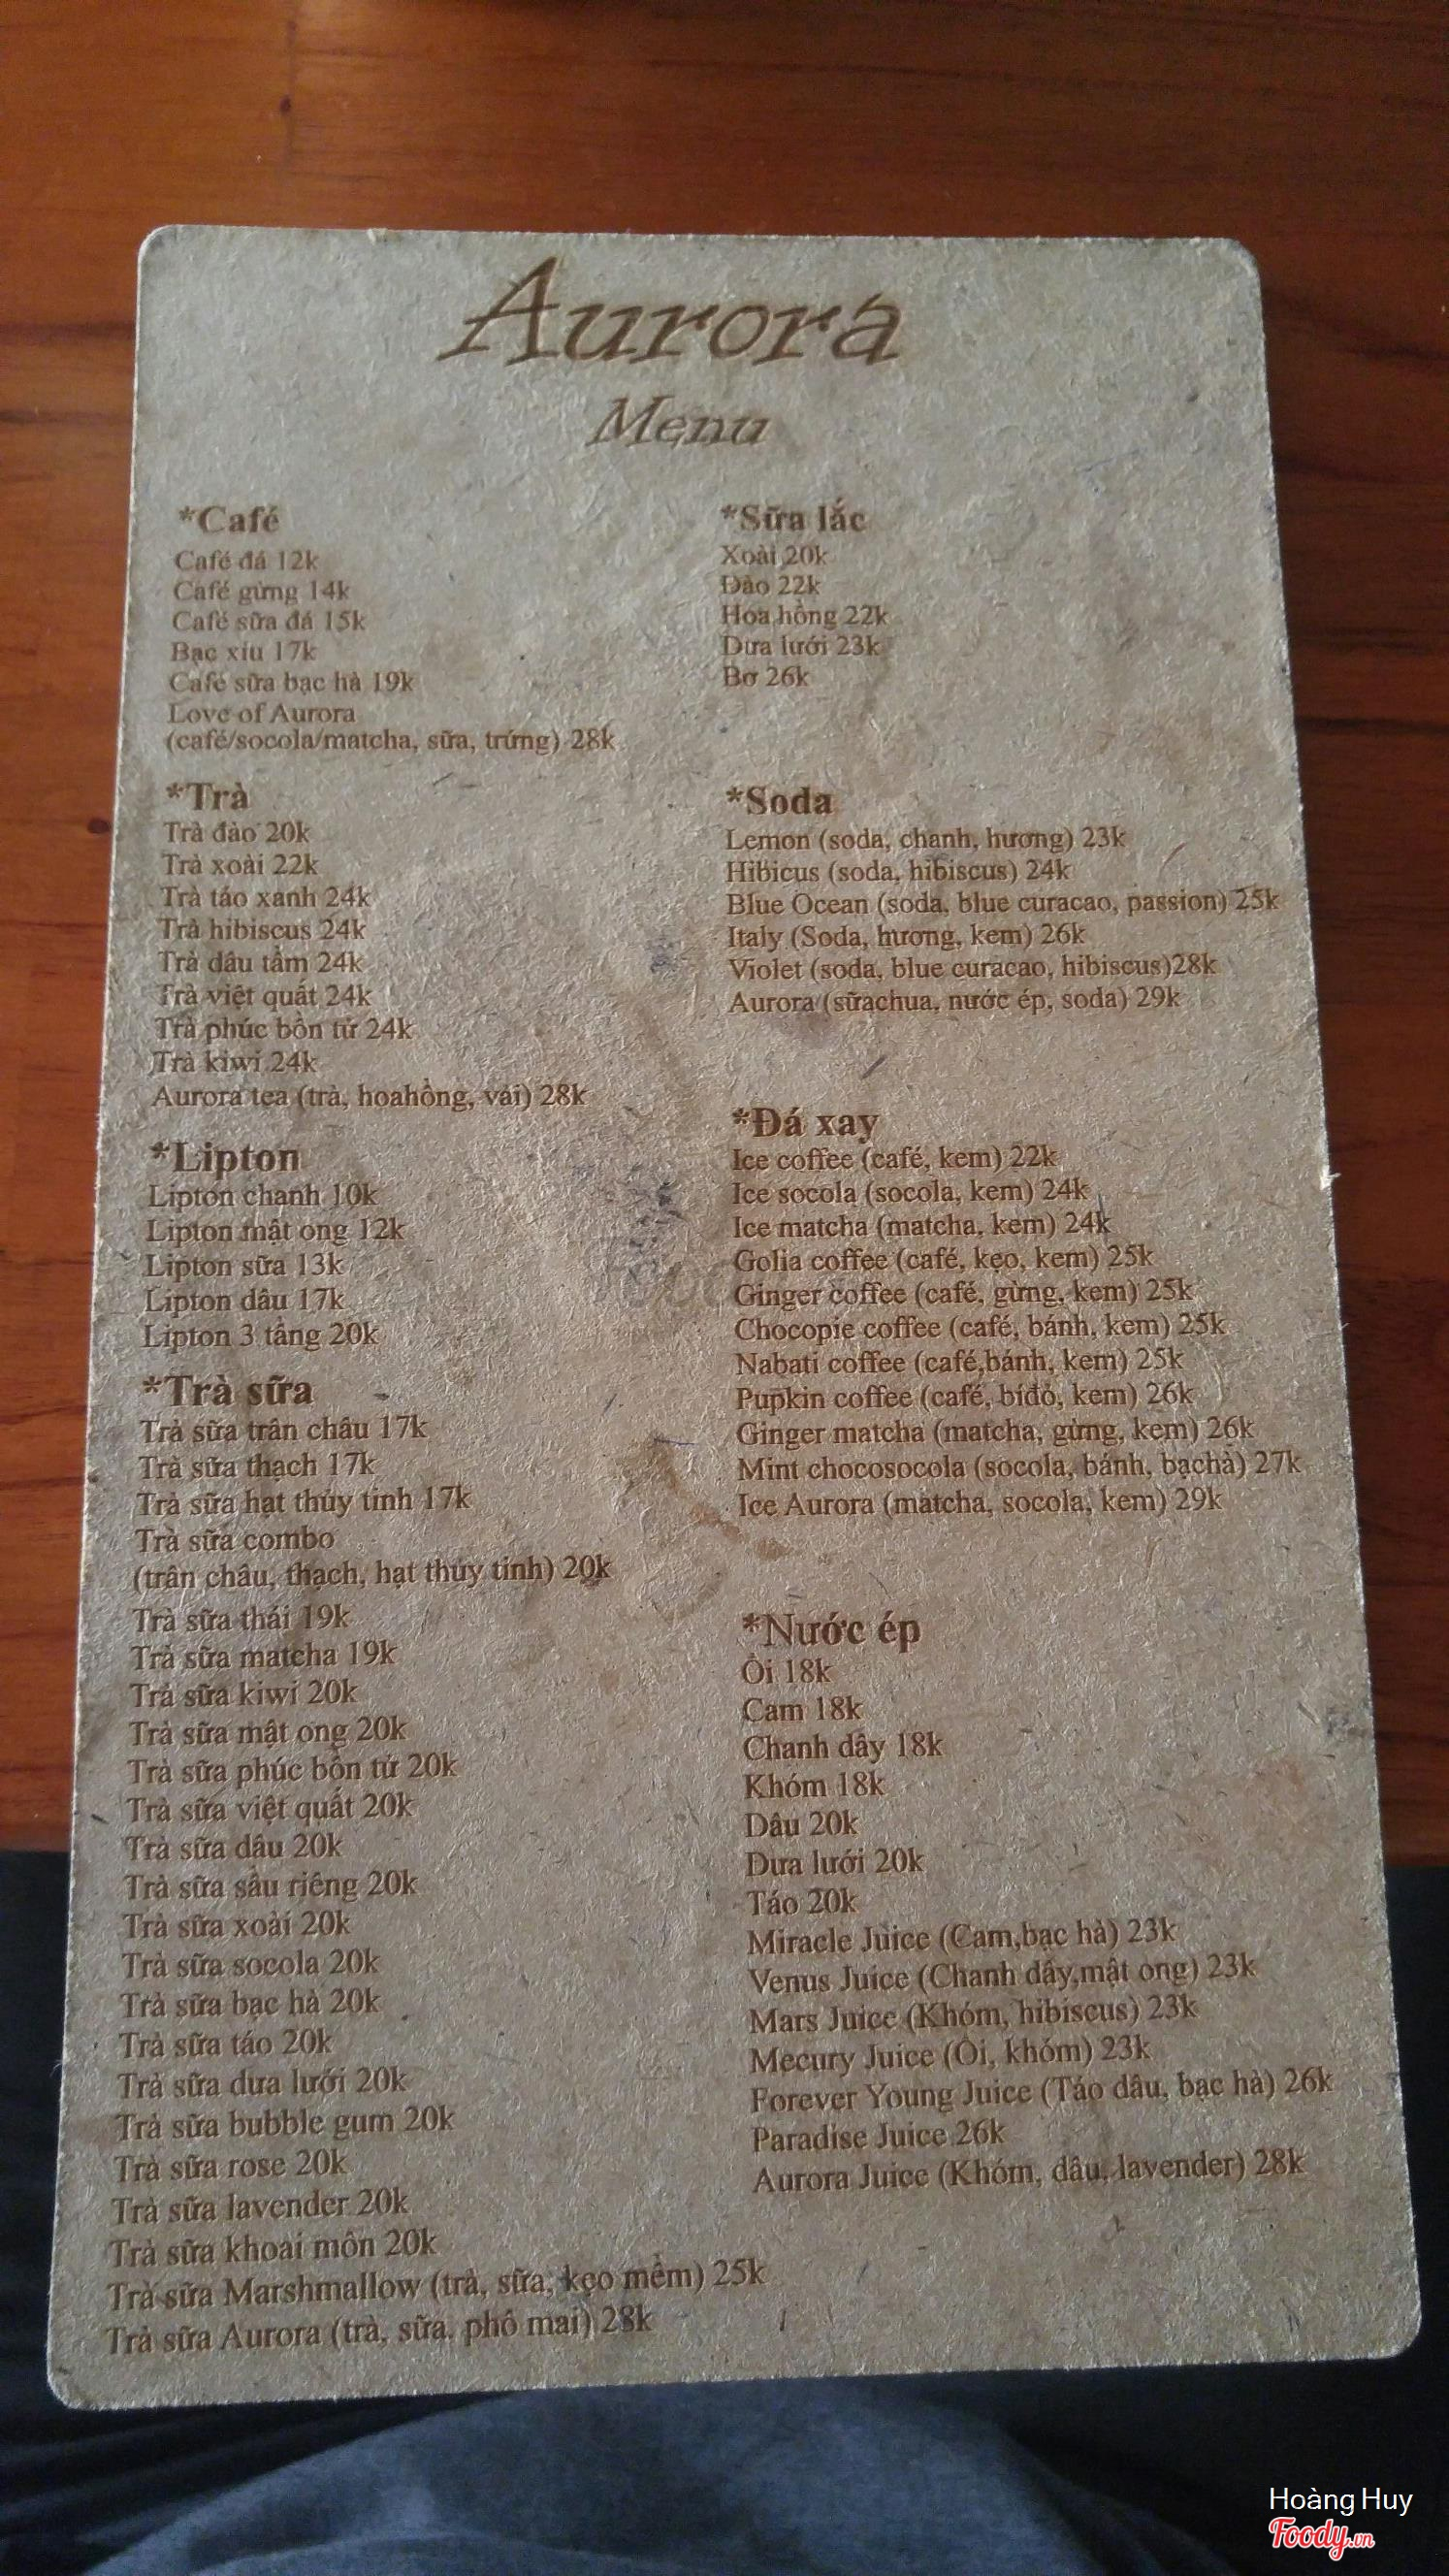 Aurora
Menu
*Café
Café đá 12k
Café gừng 14k
Café sữa đá 15k
Bạc xíu 17k
Café sữa bạc hà 19k
Love of Aurora
(café/socola/matcha, sữa, trứng) 28k
*Trà
Trà đào 20k
Trà xoài 22k
Trà táo xanh 24k
Trà hibiscus 24k
Trà dâu tằm 24k
Trà việt quất 24k
Trà phúc bồn tử 24k
Trà kiwi 24k
Aurora tea (trà, hoahồng, vải) 28k
*Lipton
Lipton chanh 10k
Lipton mật ong 12k
Lipton sữa 13k
Lipton dâu 17k
Lipton 3 tầng 20k
*Trà sữa
Trà sữa trân châu 17k
Trà sữa thạch 17k
Trà sữa hạt thủy tinh 17k
Trà sữa combo
(trân châu, thạch, hạt thủy tinh) 20k
Trà sữa thái 19k
Trà sữa matcha 19k
Trà sữa kiwi 20k
Trà sữa mật ong 20k
Trà sữa phúc bồn tử 20k
Trà sữa việt quất 20k
Trà sữa dâu 20k
Trà sữa sầu riêng 20k
Trà sữa xoài 20k
Trà sữa socola 20k
Trà sữa bạc hà 20k
Trà sữa táo 20k
Trà sữa dưa lưới 20k
Trà sữa bubble gum 20k
Trà sữa rose 20k
Trà sữa lavender 20k
Trà sữa khoai môn 20k
Trà sữa Marshmallow (trà, sữa, kẹo mềm) 25k
Trà sữa Aurora (trà, sữa, phô mai) 28k
*Sữa lắc
Xoài 20k
Đào 22k
Hoa hồng 22k
Dưa lưới 23k
Bơ 26k
*Soda
Lemon (soda, chanh, hương) 23k
Hibicus (soda, hibiscus) 24k
Blue Ocean (soda, blue curacao, passion) 25k
Italy (Soda, hương, kem) 26k
Violet (soda, blue curacao, hibiscus)28k
Aurora (sữachua, nước ép, soda) 29k
*Đá xay
Ice coffee (café, kem) 22k
Ice socola (socola, kem) 24k
Ice matcha (matcha, kem) 24k
Golia coffee (café, kẹo, kem) 25k
Ginger coffee (café, gừng, kem) 25k
Chocopie coffee (café, bánh, kem) 25k
Nabati coffee (café,bánh, kem) 25k
Pupkin coffee (café, bíđỏ, kem) 26k
Ginger matcha (matcha, gừng, kem) 26k
Mint chocosocola (socola, bánh, bạchà) 27k
Ice Aurora (matcha, socola, kem) 29k
*Nước ép
Ổi 18k
Cam 18k
Chanh dây 18k
Khóm 18k
Dâu 20k
Dưa lưới 20k
Táo 20k
Miracle Juice (Cam,bạc hà) 23k
Venus Juice (Chanh dây,mật ong) 23k
Mars Juice (Khóm, hibiscus) 23k
Mecury Juice (Ổi, khóm) 23k
Forever Young Juice (Táo dâu, bạc hà) 26k
Paradise Juice 26k
Aurora Juice (Khóm, dâu, lavender) 28k
Hoàng Huy
Foody.vn